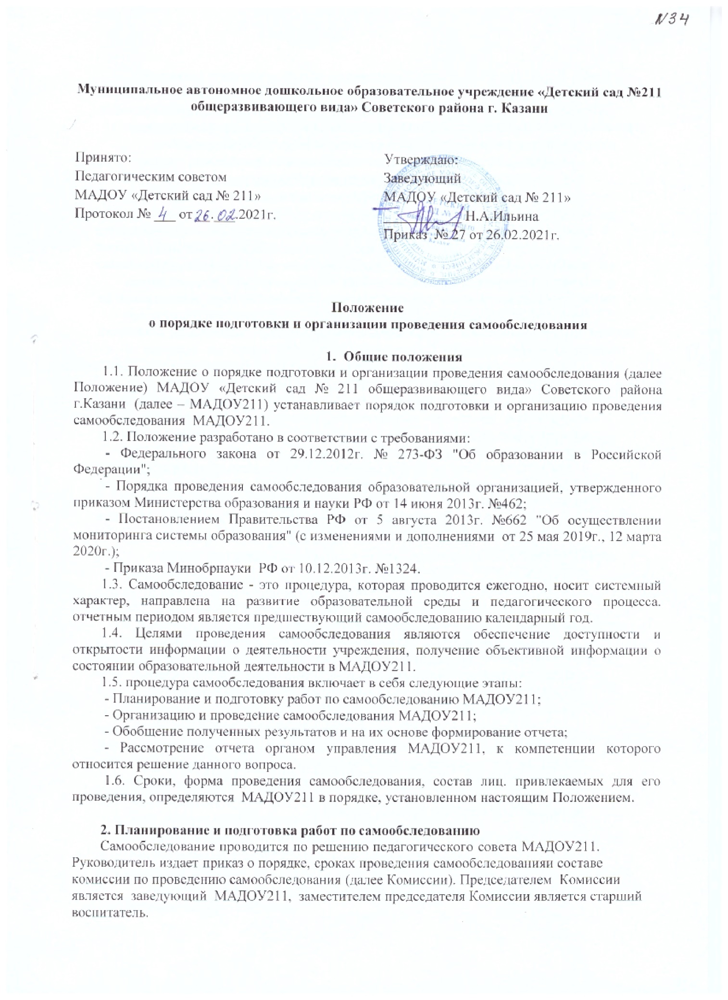 N34
Муниципальное автономное дошкольное образовательное учреждение «Детский сад №211
общеразвивающего вида» Советского района г. Казани
Принято:
Педагогическим советом
МАДОУ «Детский сад № 211»
Протокол № 4 от 26.02.2021г.
Утверждаю:
Заведующий
МАДОУ «Детский сад № 211»
Н.А.Ильина
Приказ № 27 от 26.02.2021г.
Положение
о порядке подготовки и организации проведения самообследования
1. Общие положения
1.1. Положение о порядке подготовки и организации проведения самообследования (далее
Положение) МАДОУ «Детский сад № 211 общеразвивающего вида» Советского района
г.Казани (далее – МАДОУ211) устанавливает порядок подготовки и организацию проведения
самообследования МАДОУ211.
1.2. Положение разработано в соответствии с требованиями:
- Федерального закона от 29.12.2012г. № 273-ФЗ "Об образовании в Российской
Федерации";
- Порядка проведения самообследования образовательной организацией, утвержденного
приказом Министерства образования и науки РФ от 14 июня 2013г. №462;
- Постановлением Правительства РФ от 5 августа 2013г. №662 "Об осуществлении
мониторинга системы образования" (с изменениями и дополнениями от 25 мая 2019г., 12 марта
2020г.);
- Приказа Минобрнауки РФ от 10.12.2013г. №1324.
1.3. Самообследование - это процедура, которая проводится ежегодно, носит системный
характер, направлена на развитие образовательной среды и педагогического процесса.
отчетным периодом является предшествующий самообследованию календарный год.
1.4. Целями проведения самообследования являются обеспечение доступности и
открытости информации о деятельности учреждения, получение объективной информации о
состоянии образовательной деятельности в МАДОУ211.
1.5. процедура самообследования включает в себя следующие этапы:
- Планирование и подготовку работ по самообследованию МАДОУ211;
- Организацию и проведение самообследования МАДОУ211;
- Обобщение полученных результатов и на их основе формирование отчета;
- Рассмотрение отчета органом управления МАДОУ211, к компетенции которого
относится решение данного вопроса.
1.6. Сроки, форма проведения самообследования, состав лиц. привлекаемых для его
проведения, определяются МАДОУ211 в порядке, установленном настоящим Положением.
2. Планирование и подготовка работ по самообследованию
Самообследование проводится по решению педагогического совета МАДОУ211.
Руководитель издает приказ о порядке, сроках проведения самообследованияи составе
комиссии по проведению самообследования (далее Комиссии). Председателем Комиссии
является заведующий МАДОУ211, заместителем председателя Комиссии является старший
воспитатель.